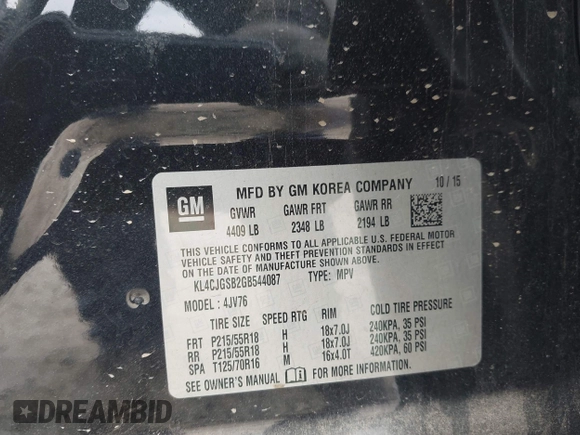 GM
MFD BY GM KOREA COMPANY 10 / 15
GVWR GAWR FRT GAWR RR
4409 LB 2348 LB 2194 LB
THIS VEHICLE CONFORMS TO ALL APPLICABLE U.S. FEDERAL MOTOR
VEHICLE SAFETY AND THEFT PREVENTION STANDARDS IN EFFECT ON
THE DATE OF MANUFACTURE SHOWN ABOVE.
KL4CJGSB2GB544087 TYPE: MPV
MODEL : 4JV76
TIRE SIZE SPEED RTG RIM COLD TIRE PRESSURE
FRT P215/55R18 H 18x7.0J 240KPA, 35 PSI
RR P215/55R18 H 18x7.0J 240KPA, 35 PSI
SPA T125/70R16 M 16x4.0T 420KPA, 60 PSI
SEE OWNER'S MANUAL FOR MORE INFORMATION.
DREAMBID